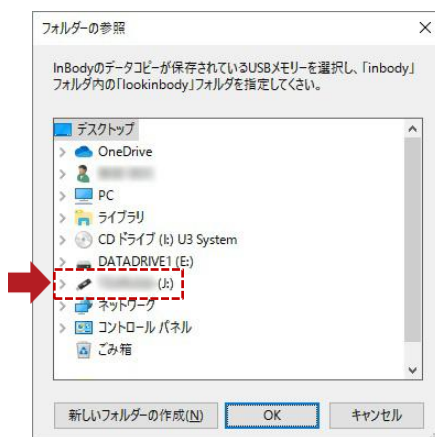 フォルダーの参照
InBodyのデータコピーが保存されているUSBメモリーを選択し、「inbody」
フォルダ内の「lookinbody」フォルダを指定してください。
デスクトップ
OneDrive
PC
ライブラリ
CD ドライブ (I:) U3 System
DATADRIVE1 (E:)
(J:)
ネットワーク
コントロール パネル
ごみ箱
新しいフォルダーの作成(N)
OK
キャンセル